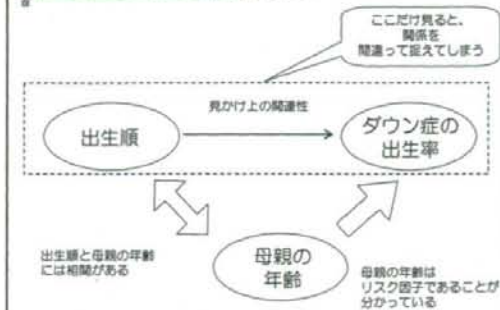 ここだけ見ると、
関係を
間違って捉えてしまう
見かけ上の関連性
出生順
ダウン症の
出生率
出生順と母親の年齢
には相関がある
母親の
年齢
母親の年齢は
リスク因子であることが
分かっている